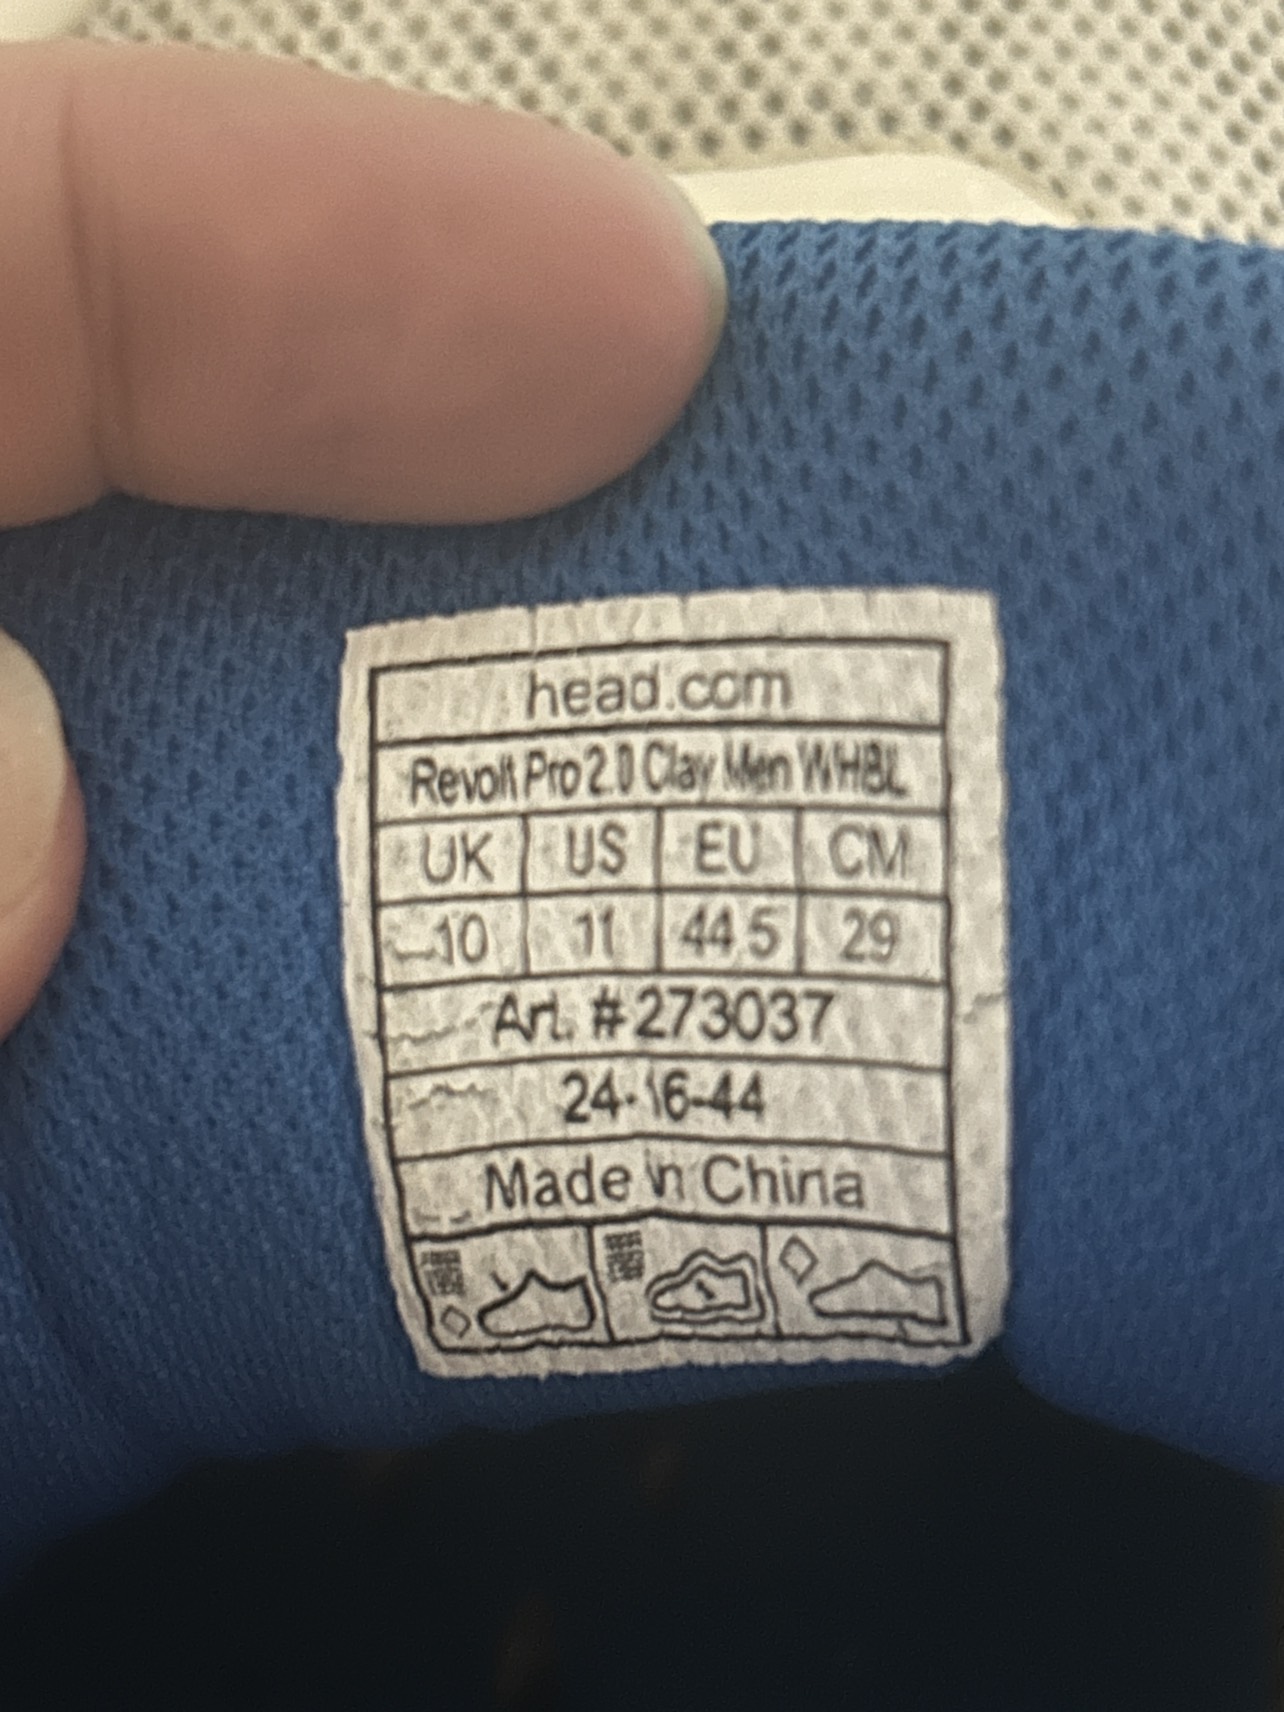 head.com
Revolt Pro 2.0 Clay Men WHBL
UK US EU CM
10 11 44.5 29
Art. #273037
24-16-44
Made in China